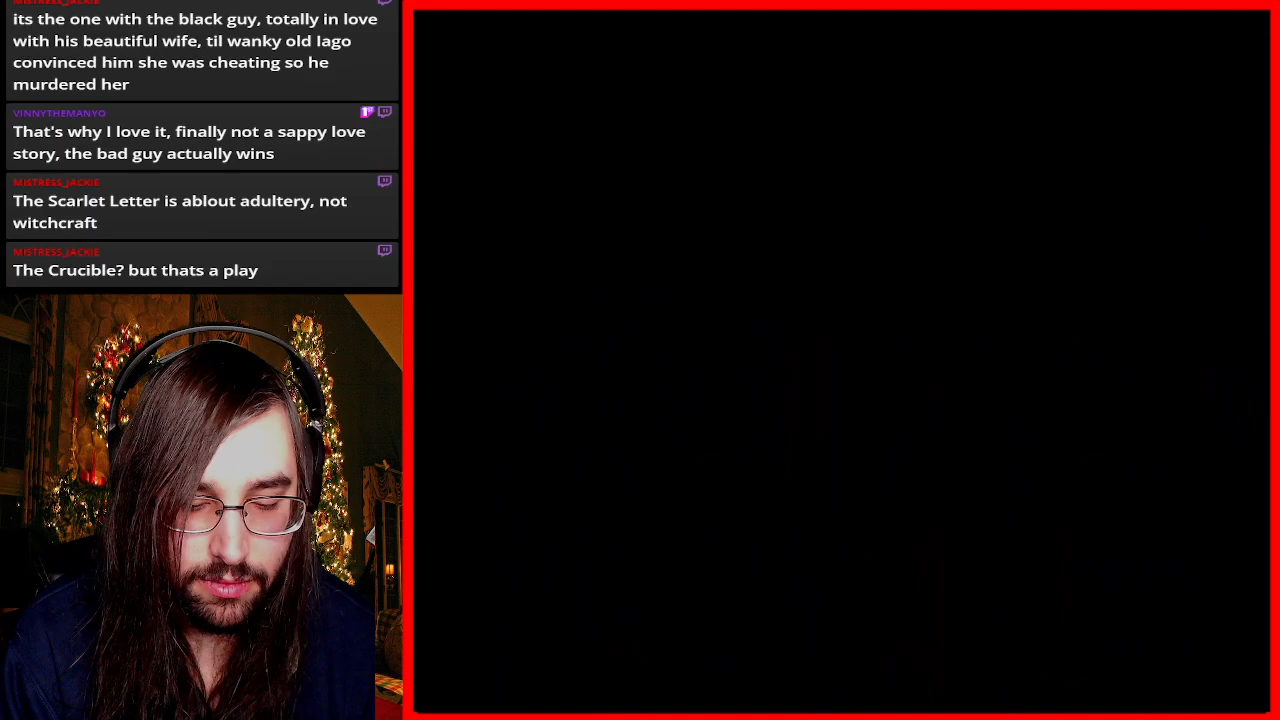 MISTRESS_JACKIE
its the one with the black guy, totally in love
with his beautiful wife, til wanky old Iago
convinced him she was cheating so he
murdered her
VINNYTHEMANYO
That's why I love it, finally not a sappy love
story, the bad guy actually wins
MISTRESS_JACKIE
The Scarlet Letter is ablout adultery, not
witchcraft
MISTRESS_JACKIE
The Crucible? but thats a play